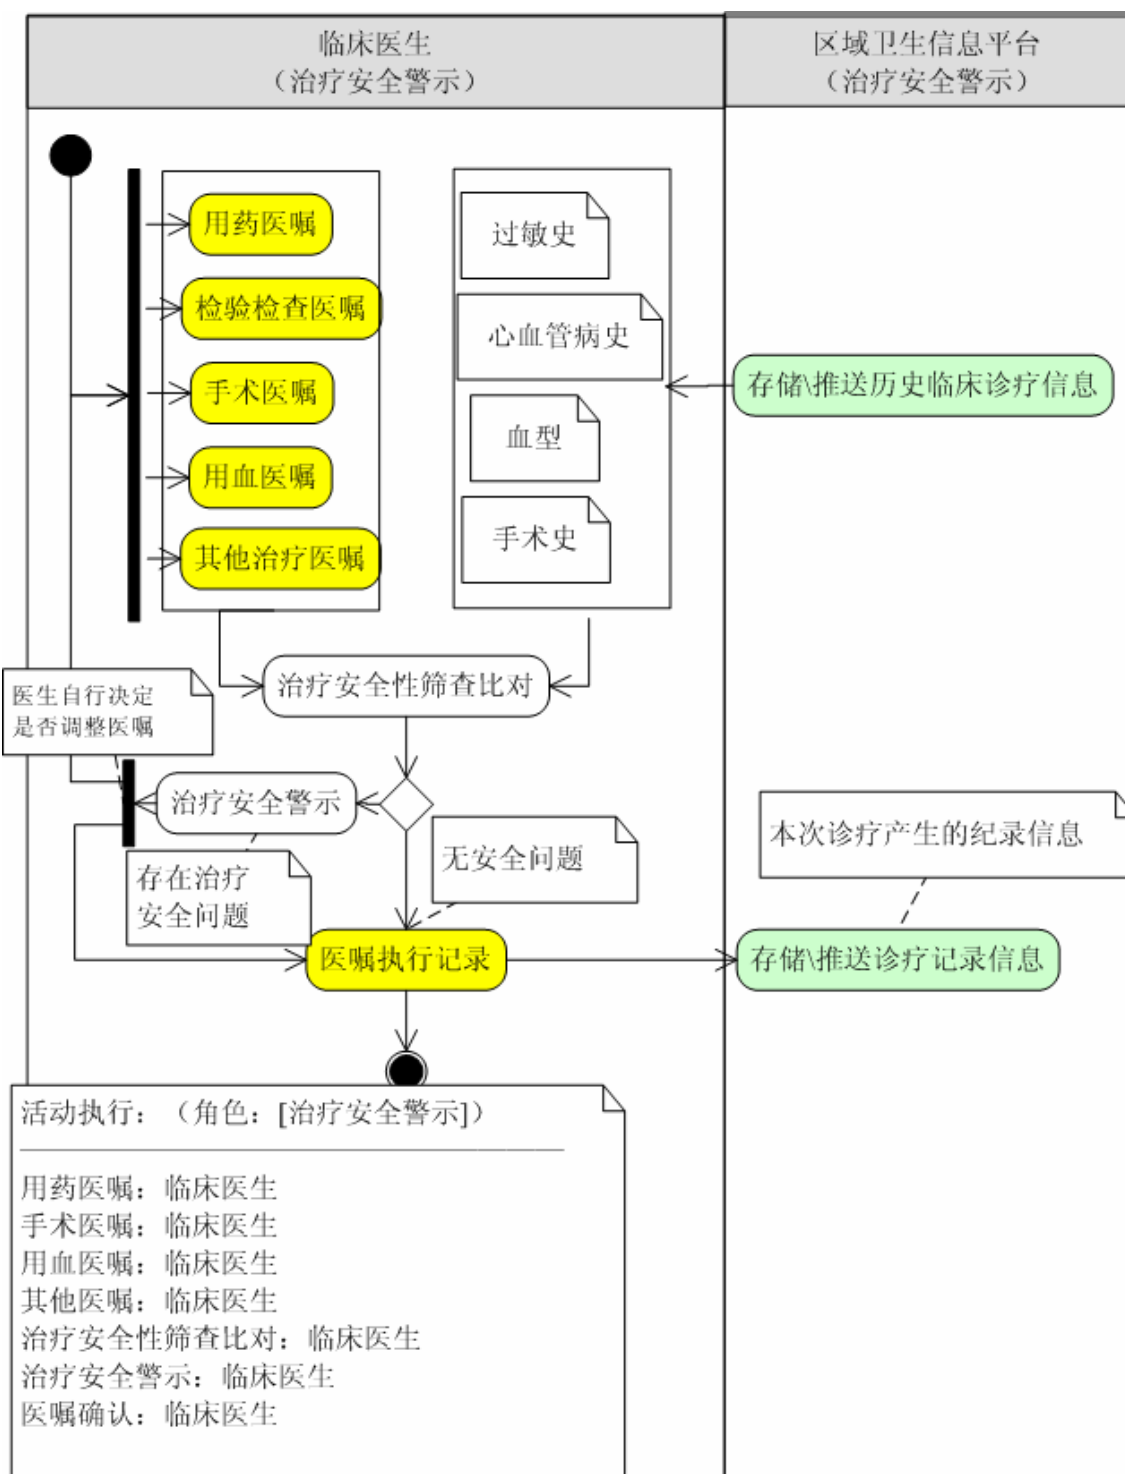 临床医生
（治疗安全警示）
区域卫生信息平台
（治疗安全警示）
用药医嘱
检验检查医嘱
手术医嘱
用血医嘱
其他治疗医嘱
过敏史
心血管病史
血型
手术史
存储\推送历史临床诊疗信息
治疗安全性筛查比对
医生自行决定
是否调整医嘱
治疗安全警示
存在治疗
安全问题
无安全问题
本次诊疗产生的纪录信息
医嘱执行记录
存储\推送诊疗记录信息
活动执行：（角色：[治疗安全警示]）
用药医嘱：临床医生
手术医嘱：临床医生
用血医嘱：临床医生
其他医嘱：临床医生
治疗安全性筛查比对：临床医生
治疗安全警示：临床医生
医嘱确认：临床医生